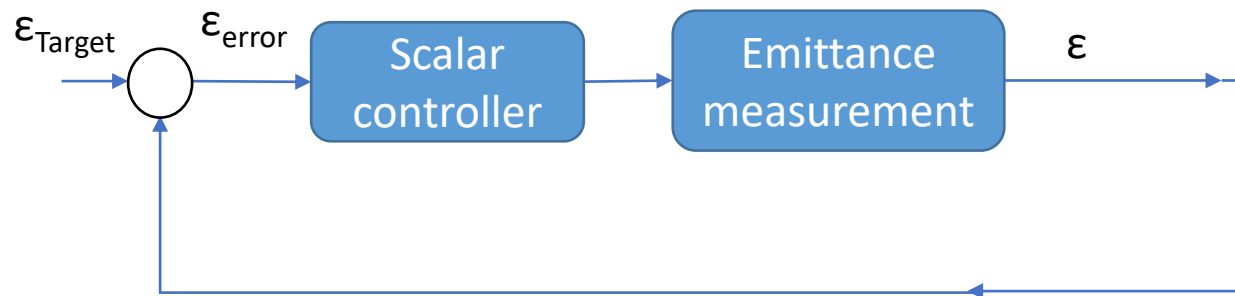 εTarget
εerror
Scalar
controller
Emittance
measurement
ε